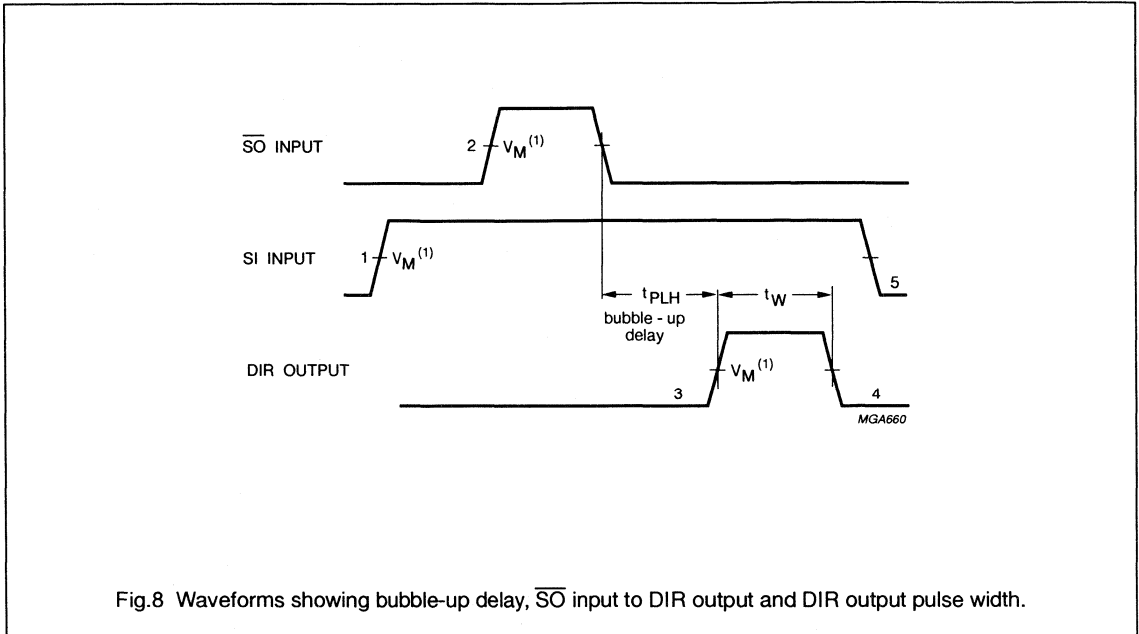 S̅O̅ INPUT
2 V_M^(1)
SI INPUT
1 V_M^(1)
5
t_PLH t_W
bubble - up
delay
DIR OUTPUT
V_M^(1)
3 4
MGA660
Fig.8 Waveforms showing bubble-up delay, S̅O̅ input to DIR output and DIR output pulse width.